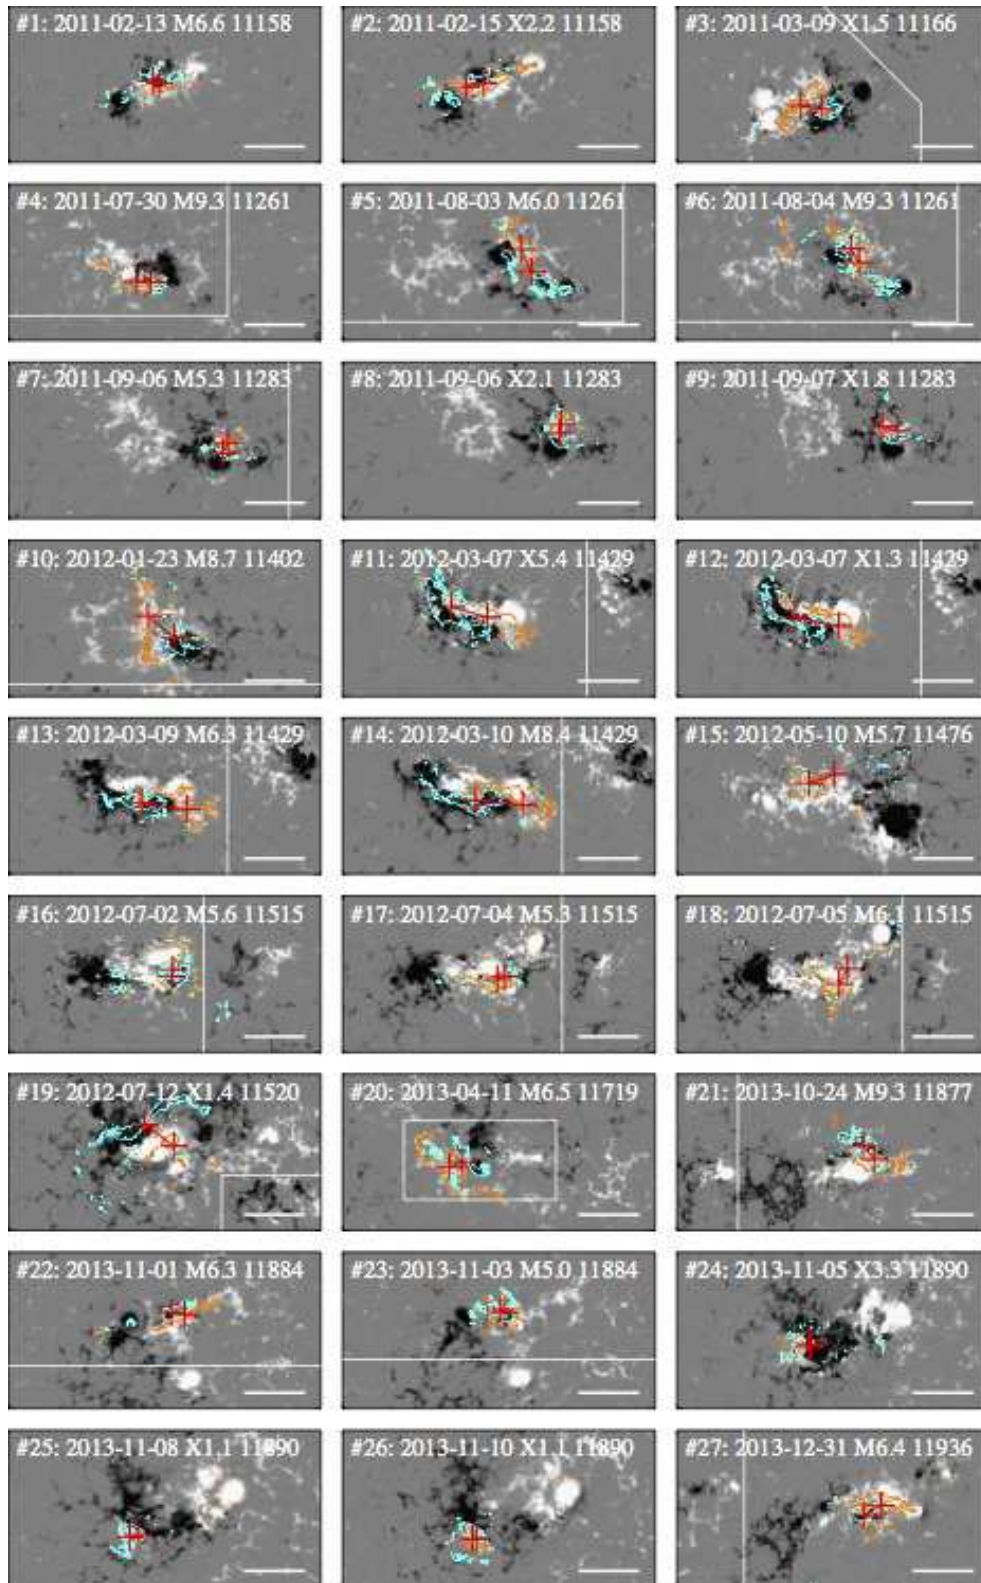 #1: 2011-02-13 M6.6 11158
#2: 2011-02-15 X2.2 11158
#3: 2011-03-09 X1.5 11166
#4: 2011-07-30 M9.3 11261
#5: 2011-08-03 M6.0 11261
#6: 2011-08-04 M9.3 11261
#7: 2011-09-06 M5.3 11283
#8: 2011-09-06 X2.1 11283
#9: 2011-09-07 X1.8 11283
#10: 2012-01-23 M8.7 11402
#11: 2012-03-07 X5.4 11429
#12: 2012-03-07 X1.3 11429
#13: 2012-03-09 M6.3 11429
#14: 2012-03-10 M8.4 11429
#15: 2012-05-10 M5.7 11476
#16: 2012-07-02 M5.6 11515
#17: 2012-07-04 M5.3 11515
#18: 2012-07-05 M6.1 11515
#19: 2012-07-12 X1.4 11520
#20: 2013-04-11 M6.5 11719
#21: 2013-10-24 M9.3 11877
#22: 2013-11-01 M6.3 11884
#23: 2013-11-03 M5.0 11884
#24: 2013-11-05 X3.3 11890
#25: 2013-11-08 X1.1 11890
#26: 2013-11-10 X1.1 11890
#27: 2013-12-31 M6.4 11936